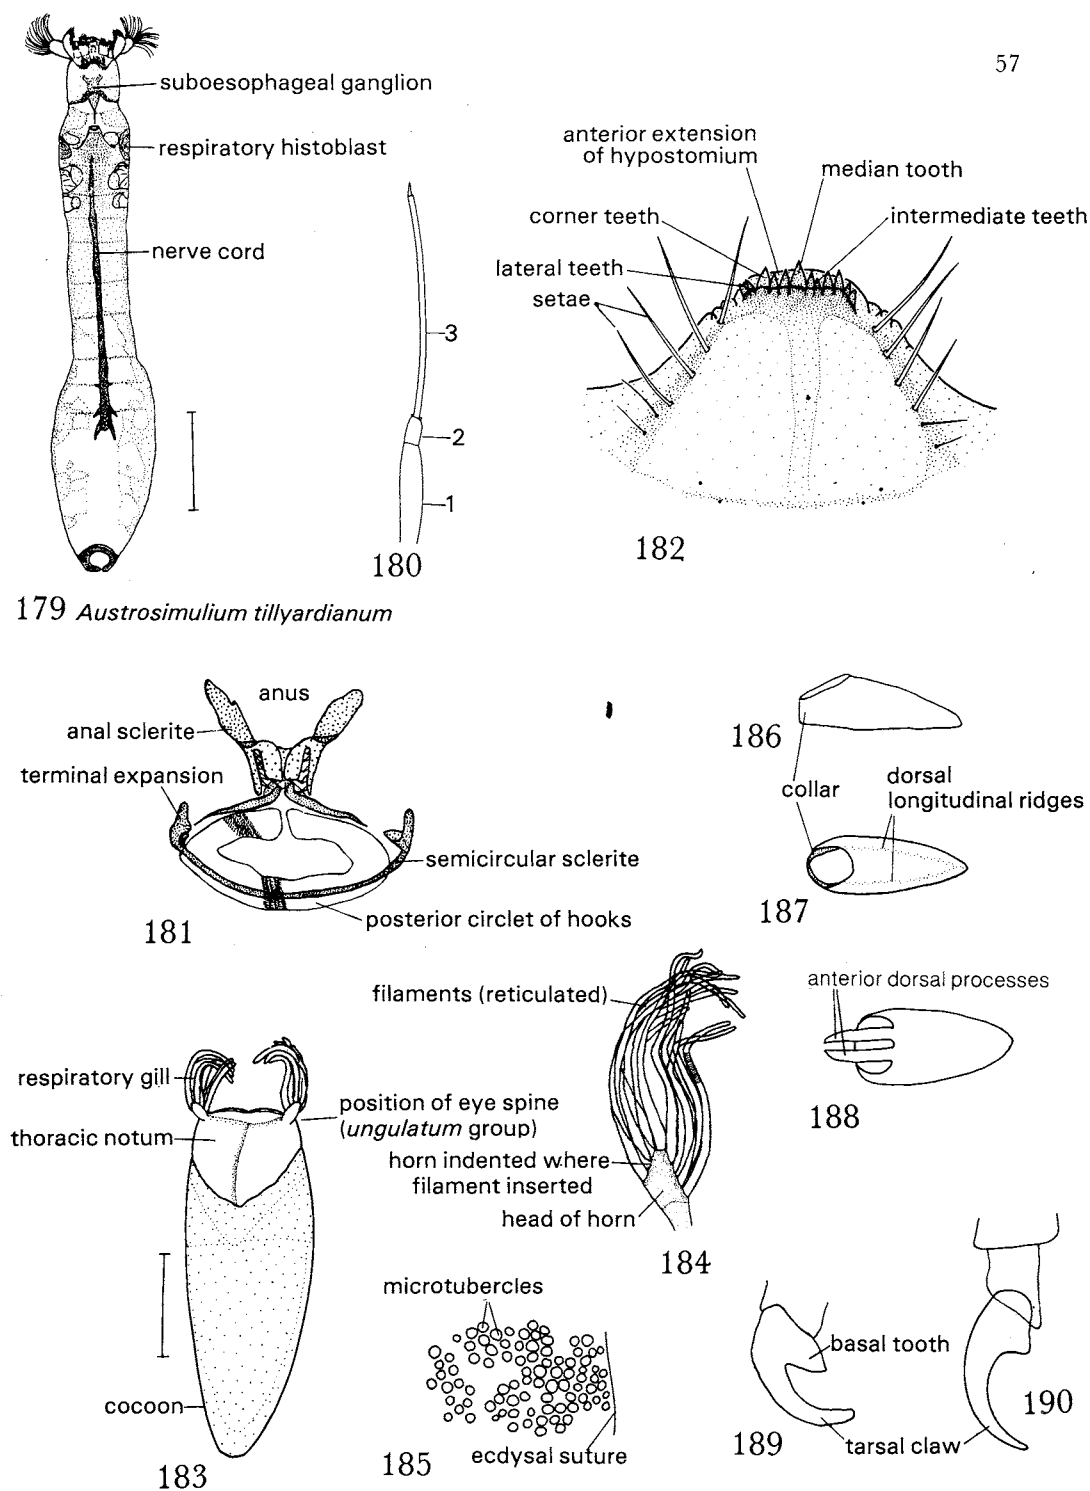 57
suboesophageal ganglion
respiratory histoblast
nerve cord
3
2
1
180
anterior extension
of hypostomium
median tooth
corner teeth
intermediate teeth
lateral teeth
setae
182
179 Austrosimulium tillyardianum
anus
anal sclerite
terminal expansion
semicircular sclerite
posterior circlet of hooks
181
186
collar
dorsal
longitudinal ridges
187
filaments (reticulated)
anterior dorsal processes
188
respiratory gill
thoracic notum
position of eye spine
(ungulatum group)
horn indented where
filament inserted
head of horn
184
cocoon
183
microtubercles
ecdysal suture
185
basal tooth
tarsal claw
189
190